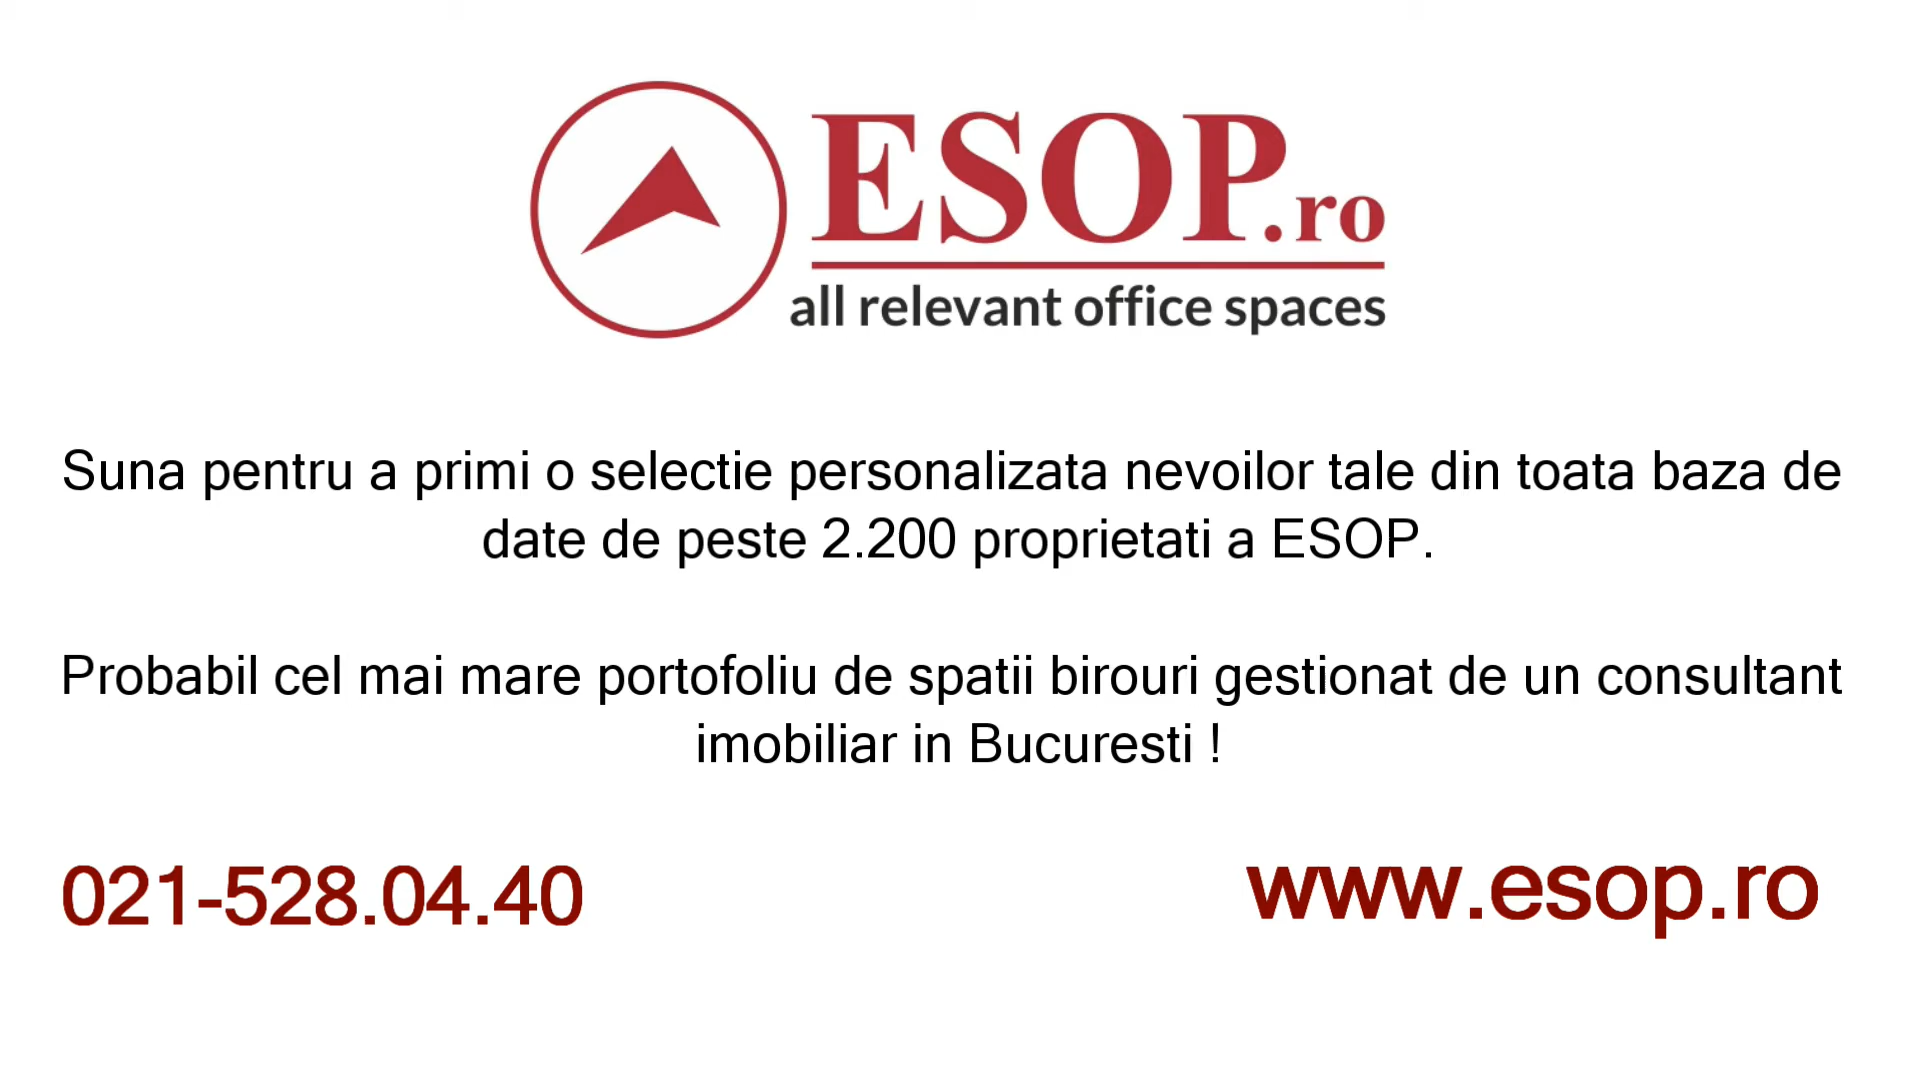 ESOP.ro
all relevant office spaces
Suna pentru a primi o selectie personalizata nevoilor tale din toata baza de
date de peste 2.200 proprietati a ESOP.
Probabil cel mai mare portofoliu de spatii birouri gestionat de un consultant
imobiliar in Bucuresti !
021-528.04.40
www.esop.ro